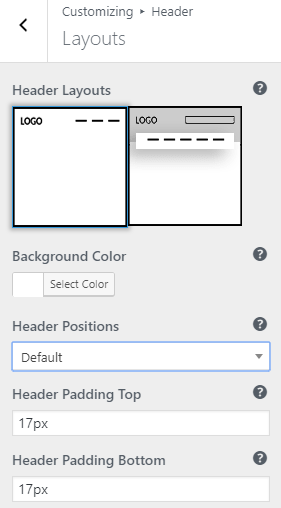 Customizing ▸ Header
Layouts
Header Layouts
LOGO
LOGO
Background Color
Select Color
Header Positions
Default
Header Padding Top
17px
Header Padding Bottom
17px